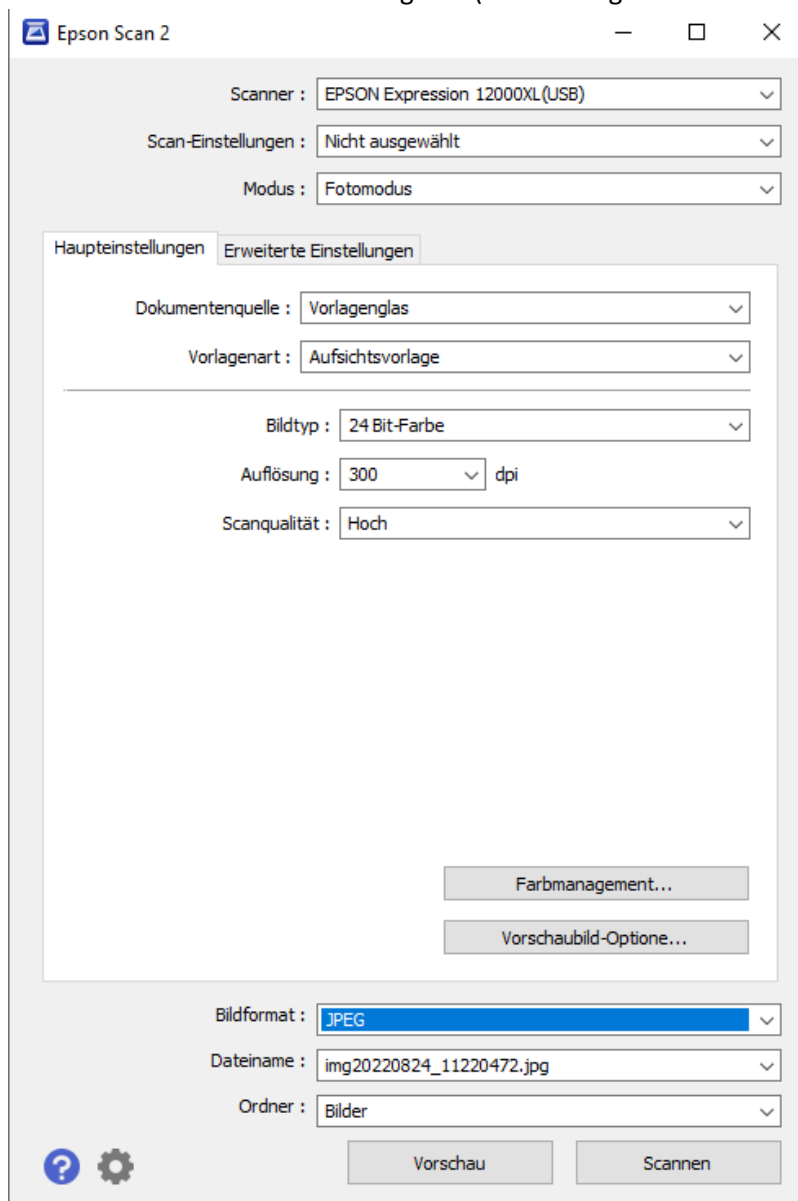 Epson Scan 2
Scanner : EPSON Expression 12000XL(USB)
Scan-Einstellungen : Nicht ausgewählt
Modus : Fotomodus
Haupteinstellungen Erweiterte Einstellungen
Dokumentenquelle : Vorlagenglas
Vorlagenart : Aufsichtsvorlage
Bildtyp : 24 Bit-Farbe
Auflösung : 300 dpi
Scanqualität : Hoch
Farbmanagement...
Vorschaubild-Optione...
Bildformat : JPEG
Dateiname : img20220824_11220472.jpg
Ordner : Bilder
? Vorschau Scannen